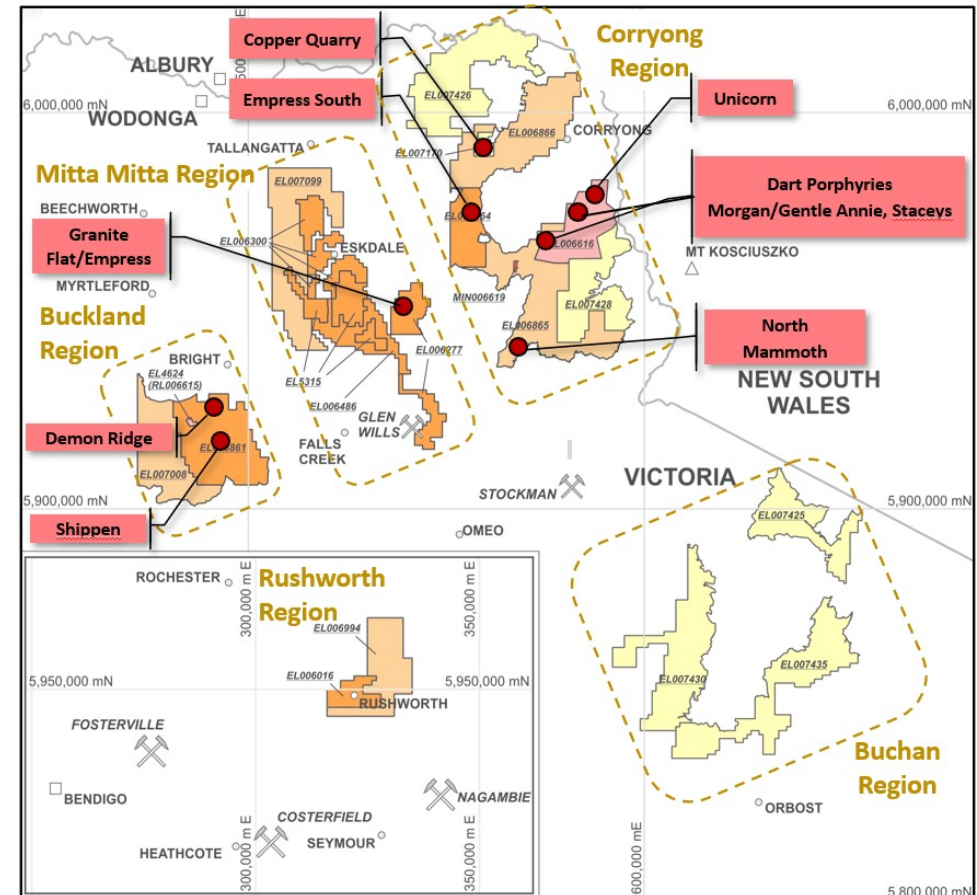 Copper Quarry
Corryong
Region
ALBURY
Empress South
EL007426
Unicorn
6,000,000 mN
6,000,000 mN
WODONGA
EL006866
CORRYONG
TALLANGATTA
EL007170
Mitta Mitta Region
EL007099
Dart Porphyries
Morgan/Gentle Annie, Staceys
BEECHWORTH
Granite
Flat/Empress
EL006300
ESKDALE
EL006616
MT KOSCIUSZKO
MYRTLEFORD
MIN006619
EL007428
Buckland
Region
EL006865
North
Mammoth
BRIGHT
EL006277
EL4624
(RL006615)
EL5315
EL006486
NEW SOUTH
WALES
GLEN
WILLS
Demon Ridge
FALLS
CREEK
EL007008
STOCKMAN
VICTORIA
5,900,000 mN
5,900,000 mN
EL007425
Shippen
OMEO
ROCHESTER
Rushworth
Region
300,000 m E
350,000 m E
EL006994
EL007435
EL006016
EL007430
5,950,000 mN
5,950,000 mN
RUSHWORTH
FOSTERVILLE
Buchan
Region
BENDIGO
NAGAMBIE
ORBOST
COSTERFIELD
SEYMOUR
HEATHCOTE
300,000 m E
350,000 m E
600,000 mE
5,800,000 mN